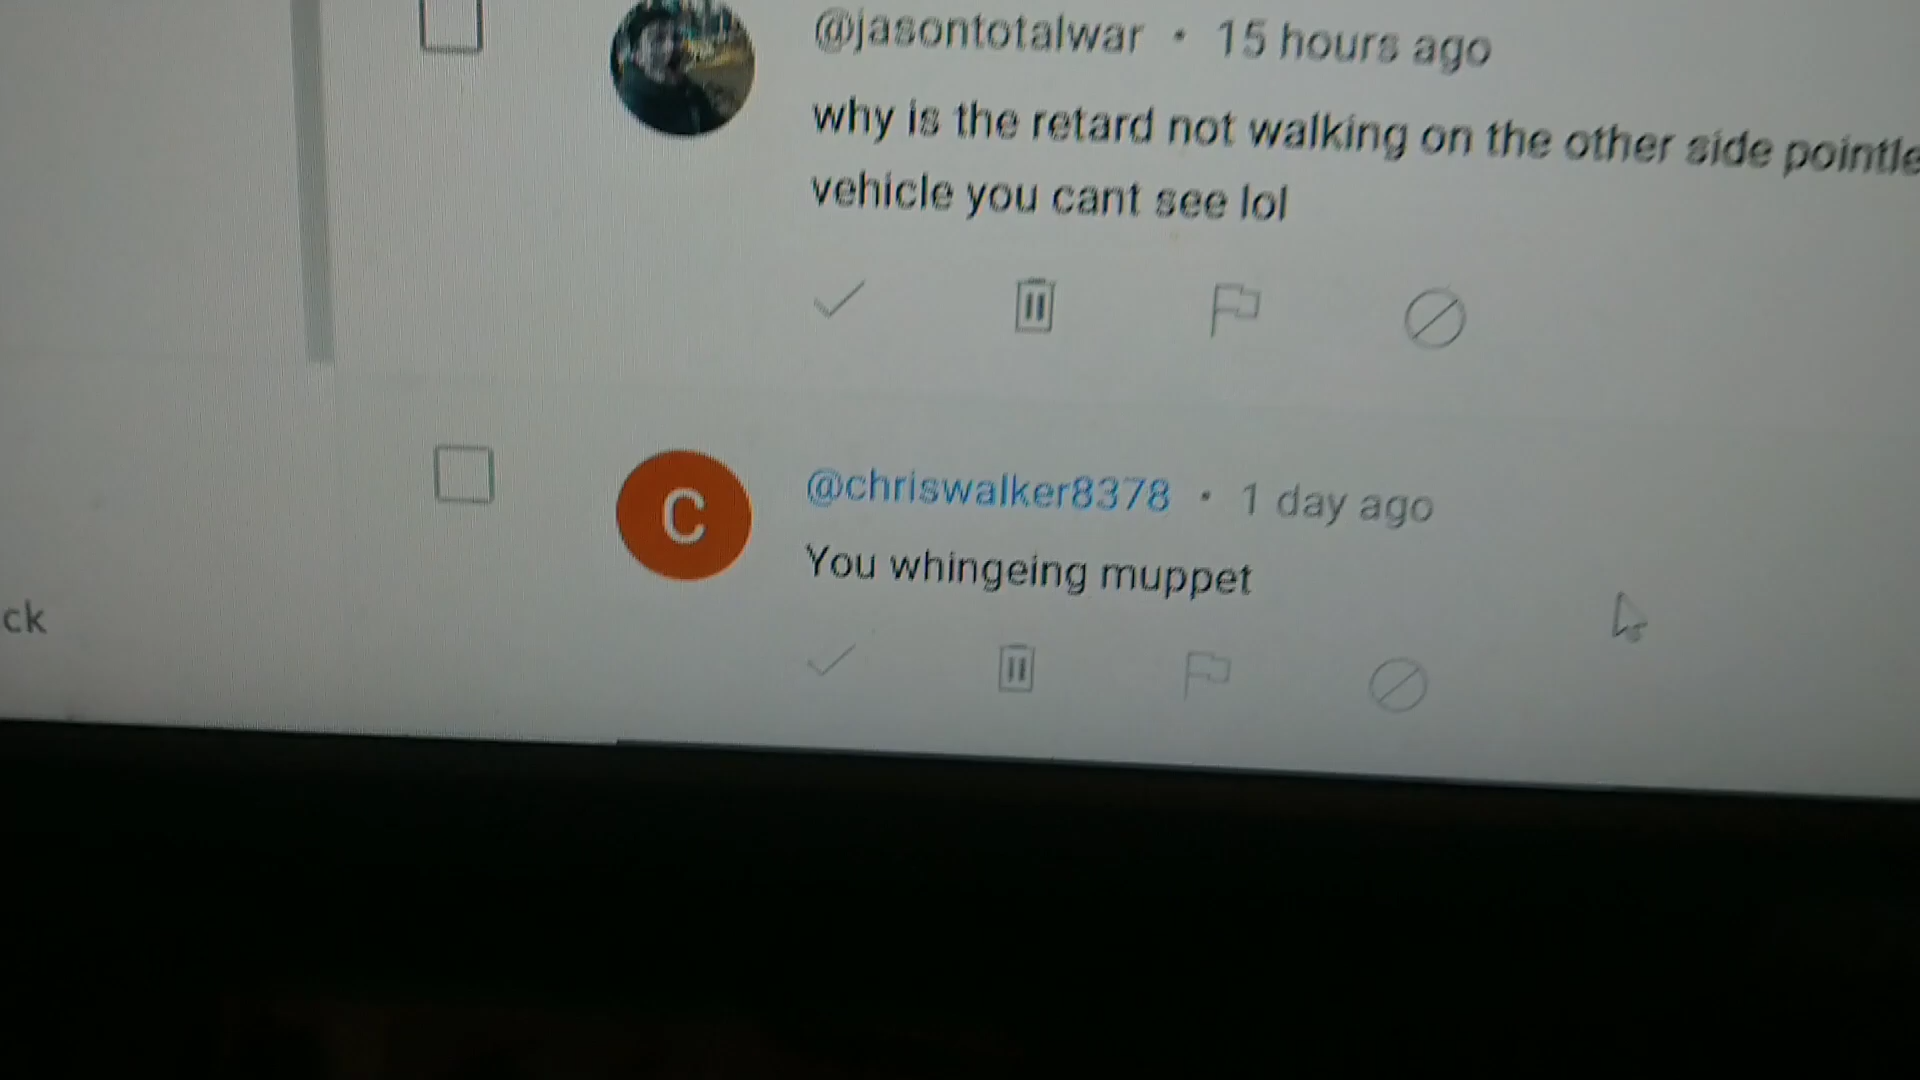 @jasontotalwar • 15 hours ago
why is the retard not walking on the other side
vehicle you cant see lol
C
@chriswalker8378 • 1 day ago
You whingeing muppet
ck